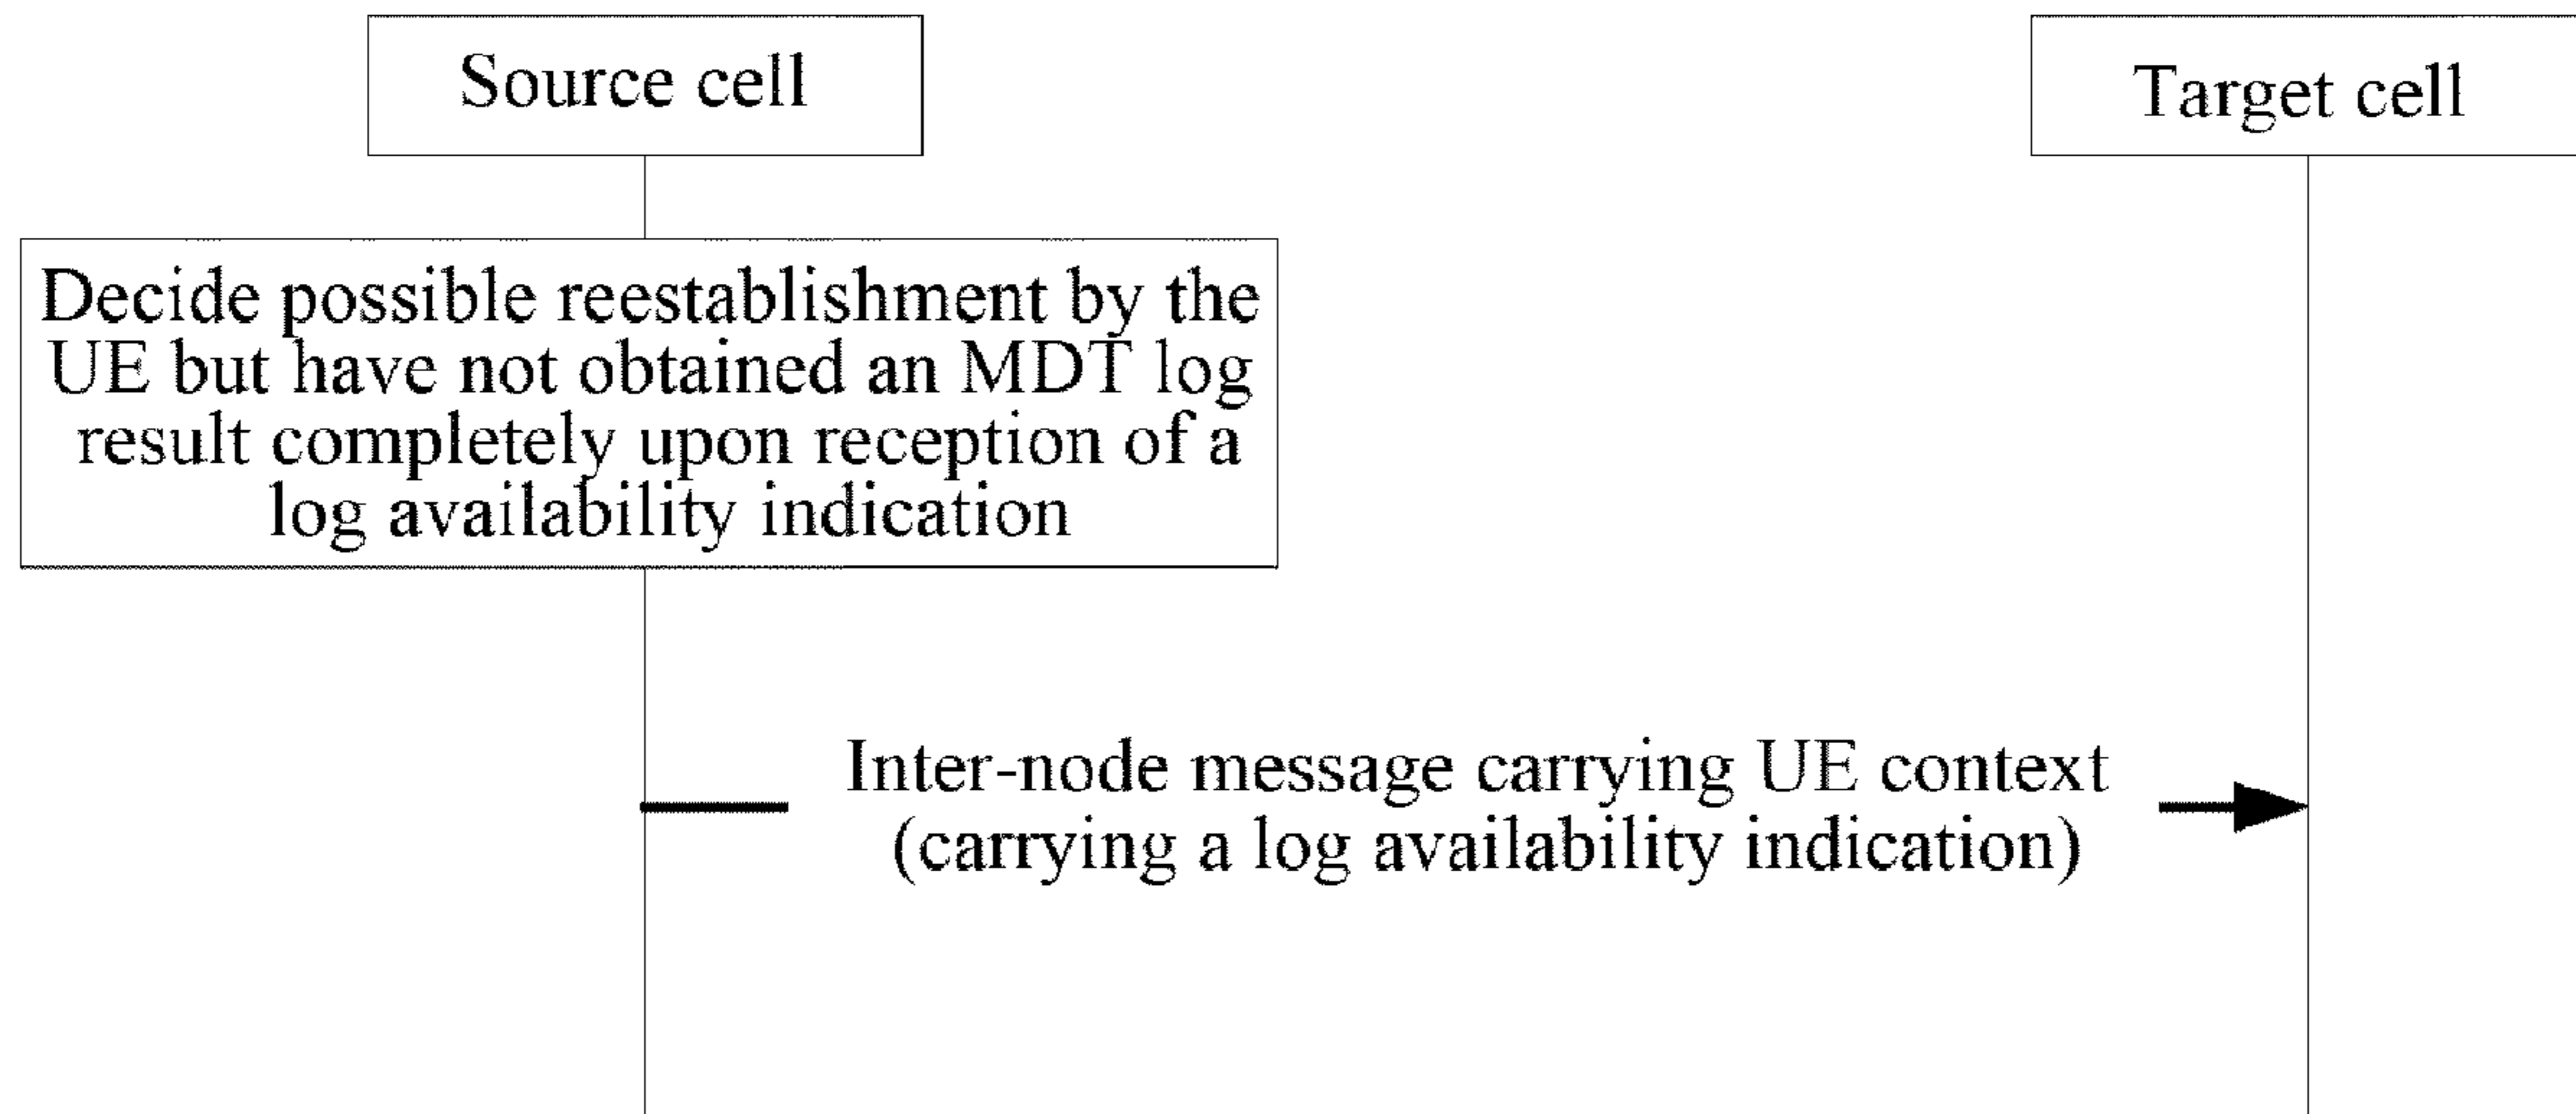 Source cell
Target cell
Decide possible reestablishment by the
UE but have not obtained an MDT log
result completely upon reception of a
log availability indication
Inter-node message carrying UE context
(carrying a log availability indication)